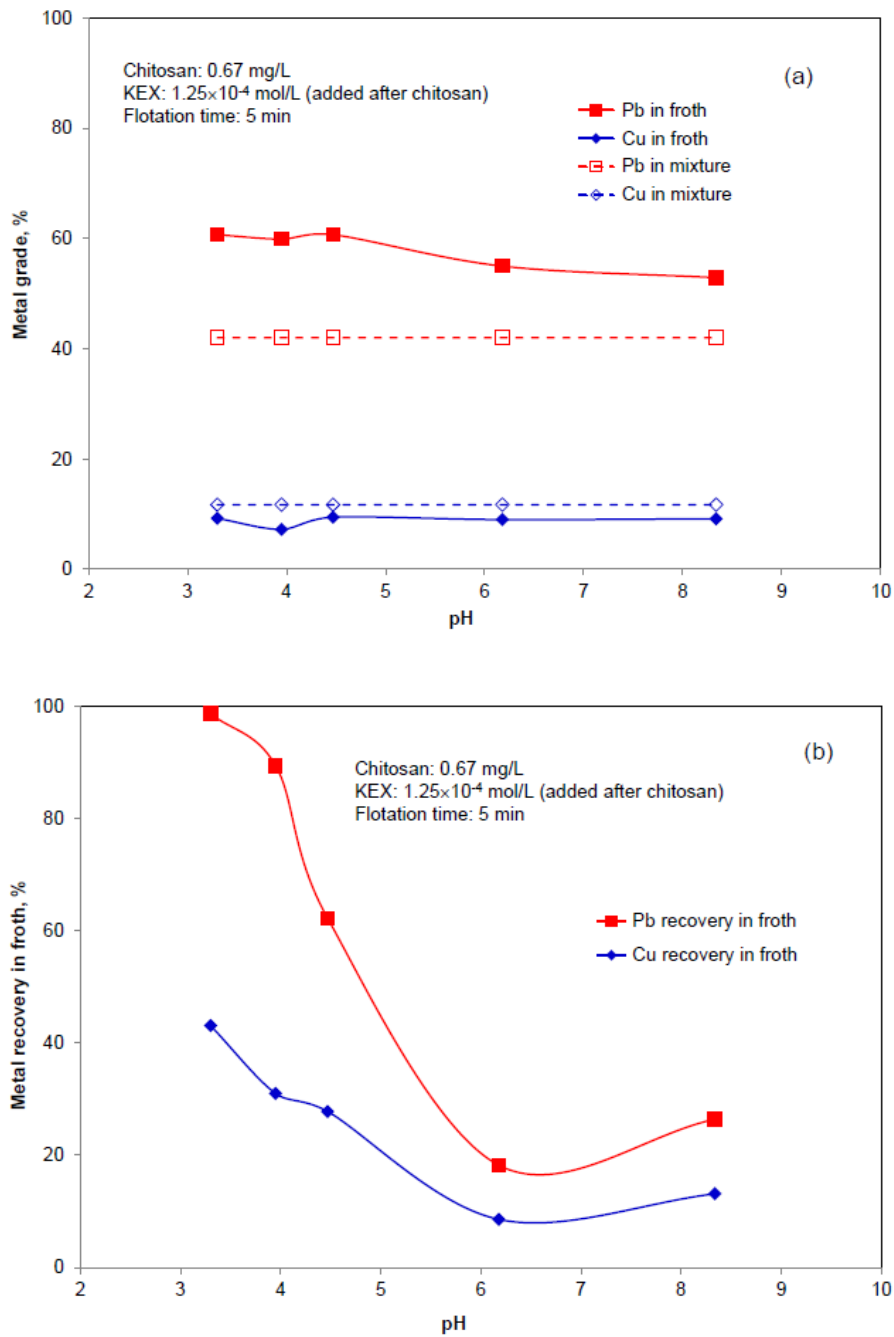 100
80
60
40
20
0
Metal grade, %
Chitosan: 0.67 mg/L
KEX: 1.25×10⁻⁴ mol/L (added after chitosan)
Flotation time: 5 min
(a)
Pb in froth
Cu in froth
Pb in mixture
Cu in mixture
2 3 4 5 6 7 8 9 10
pH
100
80
60
40
20
0
Metal recovery in froth, %
(b)
Chitosan: 0.67 mg/L
KEX: 1.25×10⁻⁴ mol/L (added after chitosan)
Flotation time: 5 min
Pb recovery in froth
Cu recovery in froth
2 3 4 5 6 7 8 9 10
pH